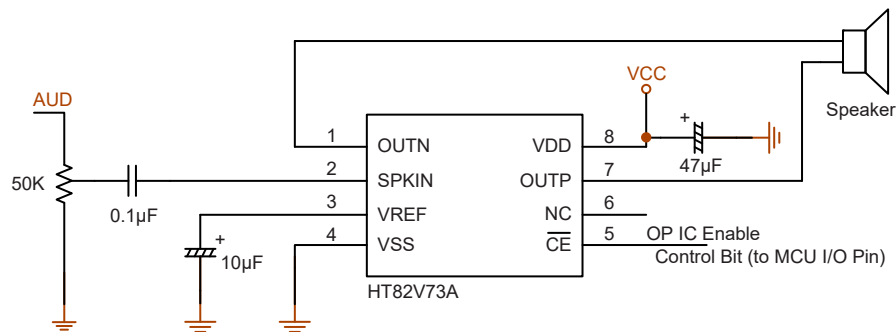 VCC
Speaker
AUD
+
47µF
1
OUTN
VDD
8
50K
0.1µF
2
SPKIN
OUTP
7
3
VREF
NC
6
+
10µF
4
VSS
CE
5
OP IC Enable
Control Bit (to MCU I/O Pin)
HT82V73A